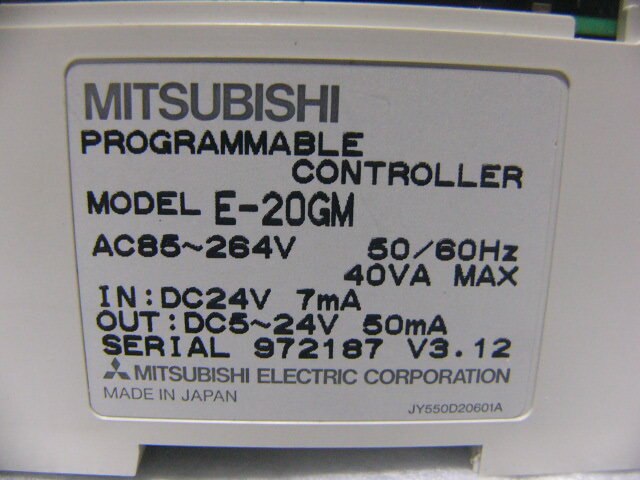 MITSUBISHI
PROGRAMMABLE
CONTROLLER
MODEL E-20GM
AC85~264V 50/60Hz
40VA MAX
IN:DC24V 7mA
OUT:DC5~24V 50mA
SERIAL 972187 V3.12
MITSUBISHI ELECTRIC CORPORATION
MADE IN JAPAN JY550D20601A